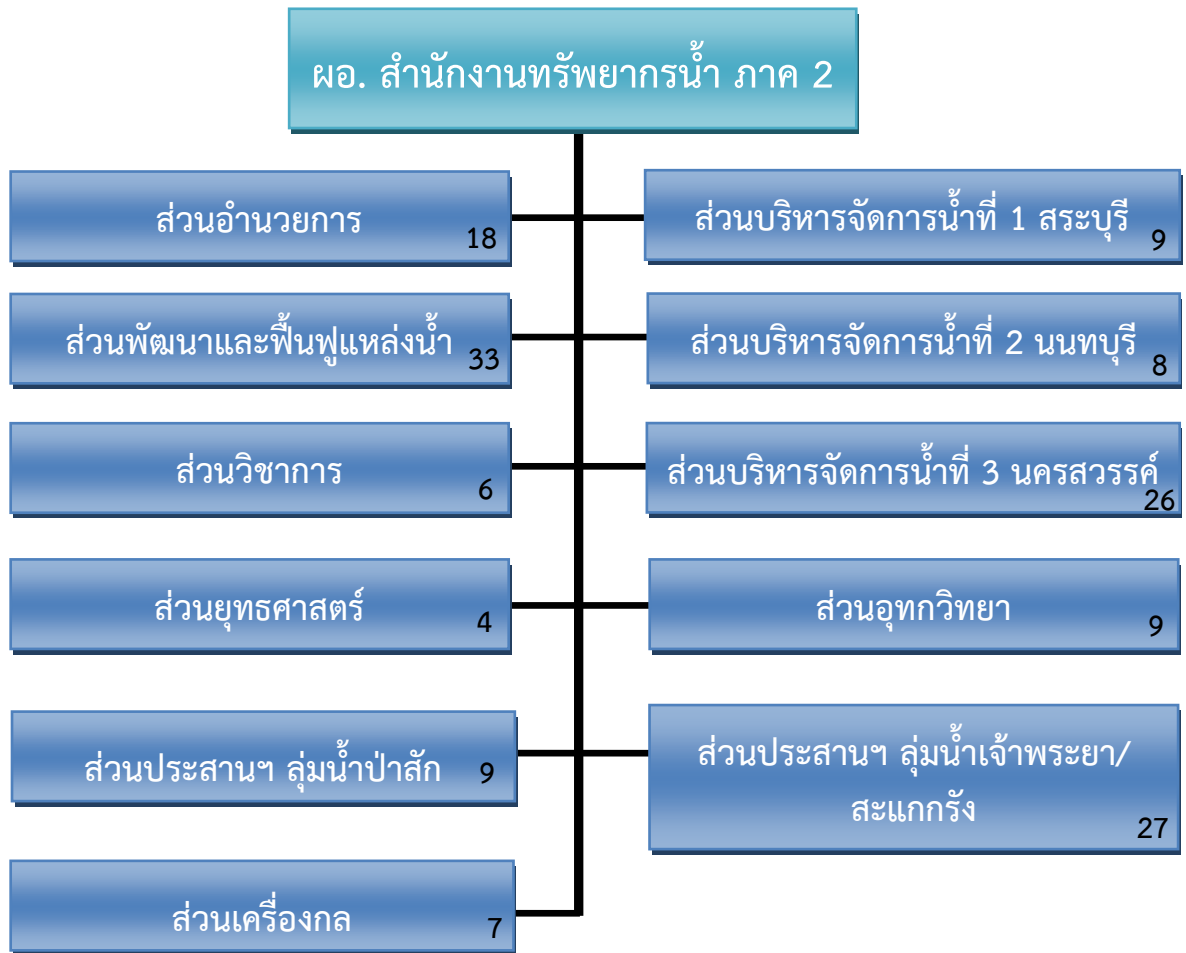 ผอ. สำนักงานทรัพยากรน้ำ ภาค 2
ส่วนอำนวยการ
18
ส่วนบริหารจัดการน้ำที่ 1 สระบุรี
9
ส่วนพัฒนาและฟื้นฟูแหล่งน้ำ
33
ส่วนบริหารจัดการน้ำที่ 2 นนทบุรี
8
ส่วนวิชาการ
6
ส่วนบริหารจัดการน้ำที่ 3 นครสวรรค์
26
ส่วนยุทธศาสตร์
4
ส่วนอุทกวิทยา
9
ส่วนประสานฯ ลุ่มน้ำป่าสัก
9
ส่วนประสานฯ ลุ่มน้ำเจ้าพระยา/
สะแกกรัง
27
ส่วนเครื่องกล
7